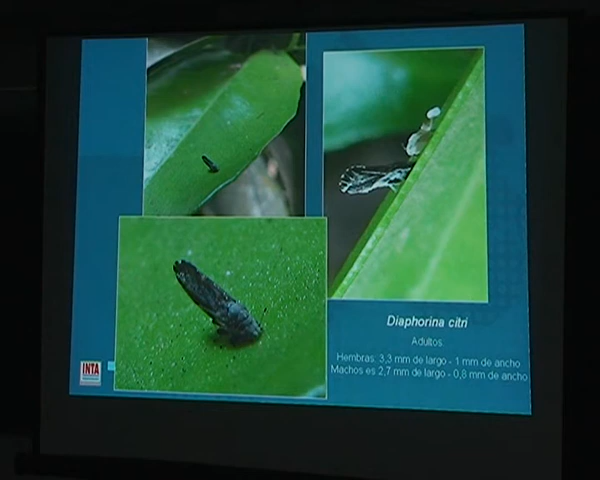 Diaphorina citri
Adultos.
Hembras: 3,3 mm de largo - 1 mm de ancho
Machos es 2,7 mm de largo - 0,8 mm de ancho
INTA